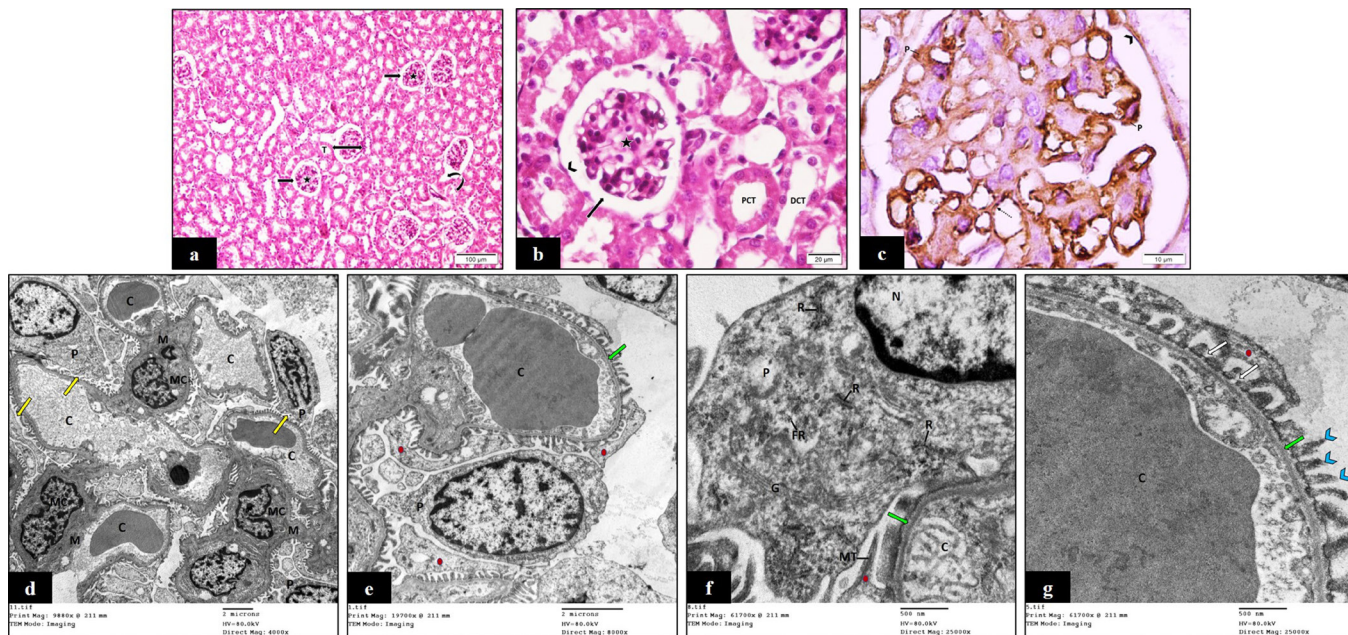 T
a
100 µm
PCT
DCT
b
20 µm
P
P
c
10 µm
C
M
P
C
MC
C
P
C
MC
MC
M
M
C
P
d
11.tif
Print Mag: 9880x @ 211 mm
TEM Mode: Imaging
2 microns
HV=80.0kV
Direct Mag: 4000x
C
P
e
1.tif
Print Mag: 19700x @ 211 mm
TEM Mode: Imaging
2 microns
HV=80.0kV
Direct Mag: 8000x
R
N
P
R
FR
R
G
MT
C
f
8.tif
Print Mag: 61700x @ 211 mm
TEM Mode: Imaging
500 nm
HV=80.0kV
Direct Mag: 25000x
C
g
5.tif
Print Mag: 61700x @ 211 mm
TEM Mode: Imaging
500 nm
HV=80.0kV
Direct Mag: 25000x